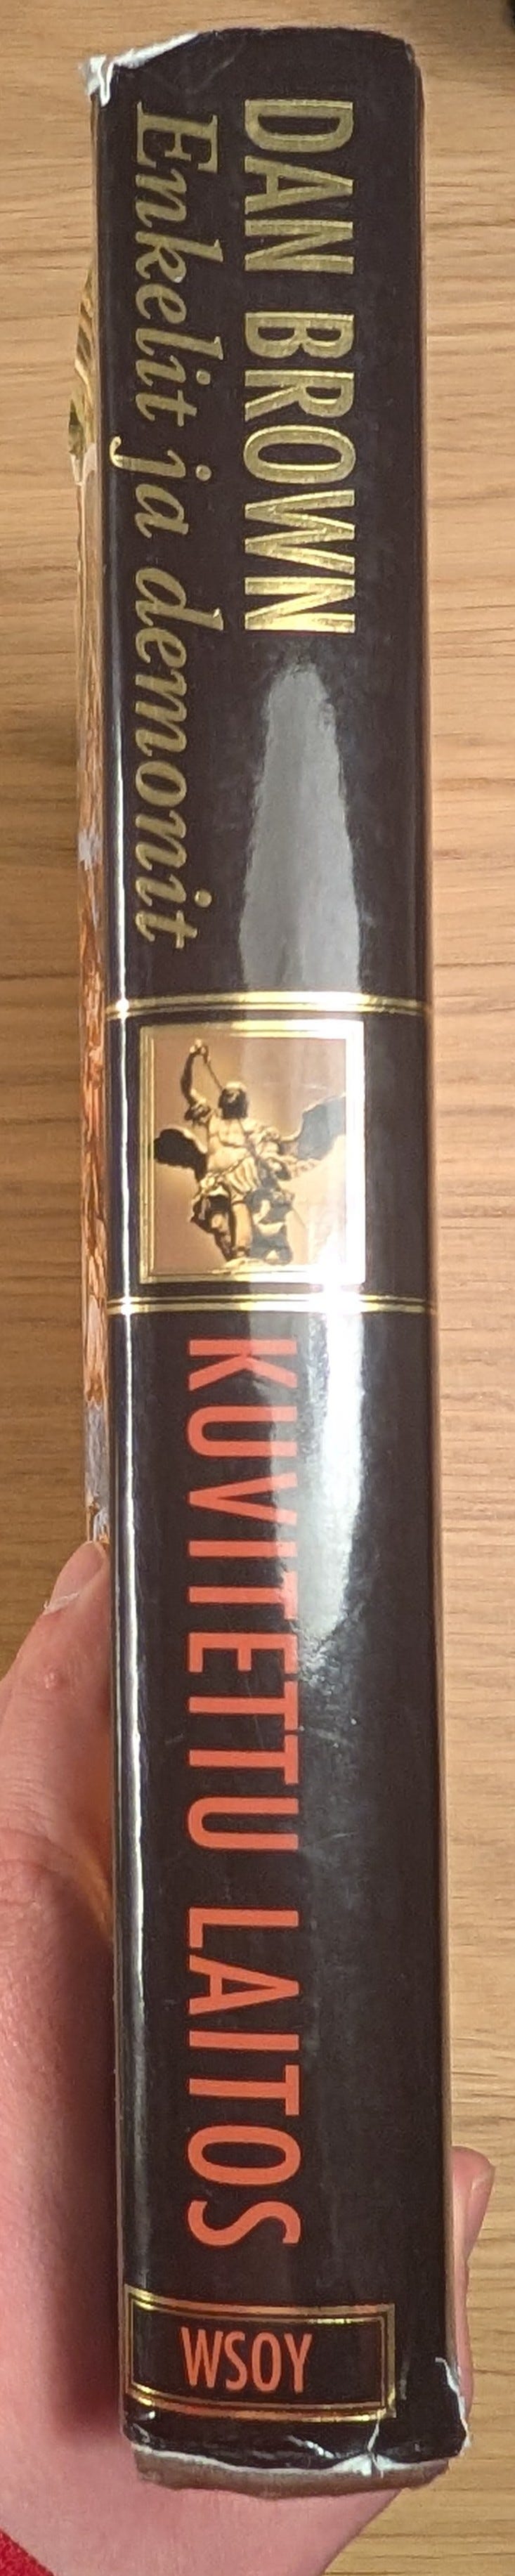 DAN BROWN
Enkelit ja demonit
KUVITETTU LAITOS
WSOY